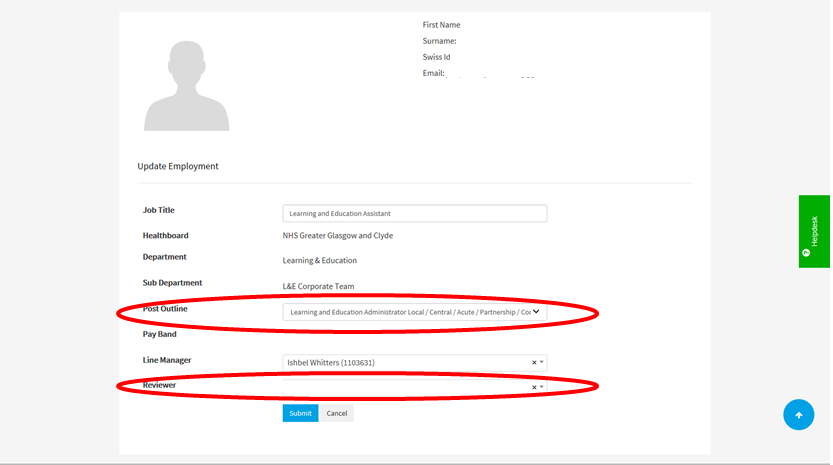 First Name
Surname:
Swiss Id
Email:
Update Employment
Job Title
Learning and Education Assistant
Healthboard
NHS Greater Glasgow and Clyde
Department
Learning & Education
Sub Department
L&E Corporate Team
Post Outline
Learning and Education Administrator Local / Central / Acute / Partnership / Cor
Pay Band
Line Manager
Ishbel Whitters (1103631)
Reviewer
Submit
Cancel
Helpdesk